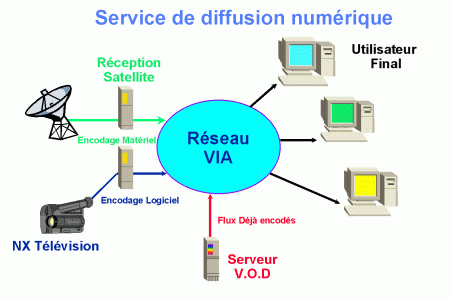 Service de diffusion numérique
Réception
Satellite
Utilisateur
Final
Encodage Matériel
Réseau
VIA
Encodage Logiciel
Flux Déjà encodés
NX Télévision
Serveur
V.O.D